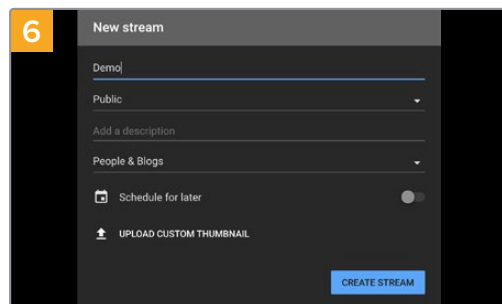 6
New stream
Demo
Public
Add a description
People & Blogs
Schedule for later
UPLOAD CUSTOM THUMBNAIL
CREATE STREAM